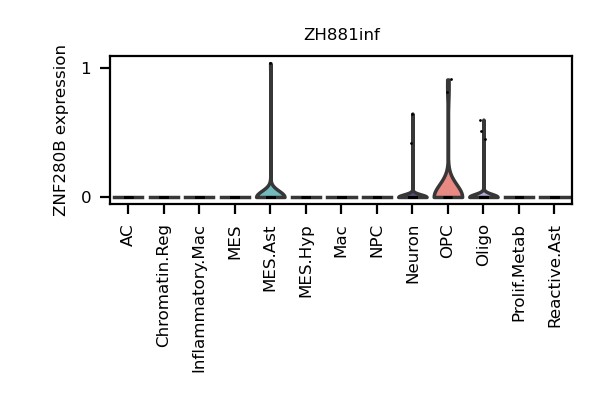 ZH881inf
ZNF280B expression
1
0
AC
Chromatin.Reg
Inflammatory.Mac
MES
MES.Ast
MES.Hyp
Mac
NPC
Neuron
OPC
Oligo
Prolif.Metab
Reactive.Ast